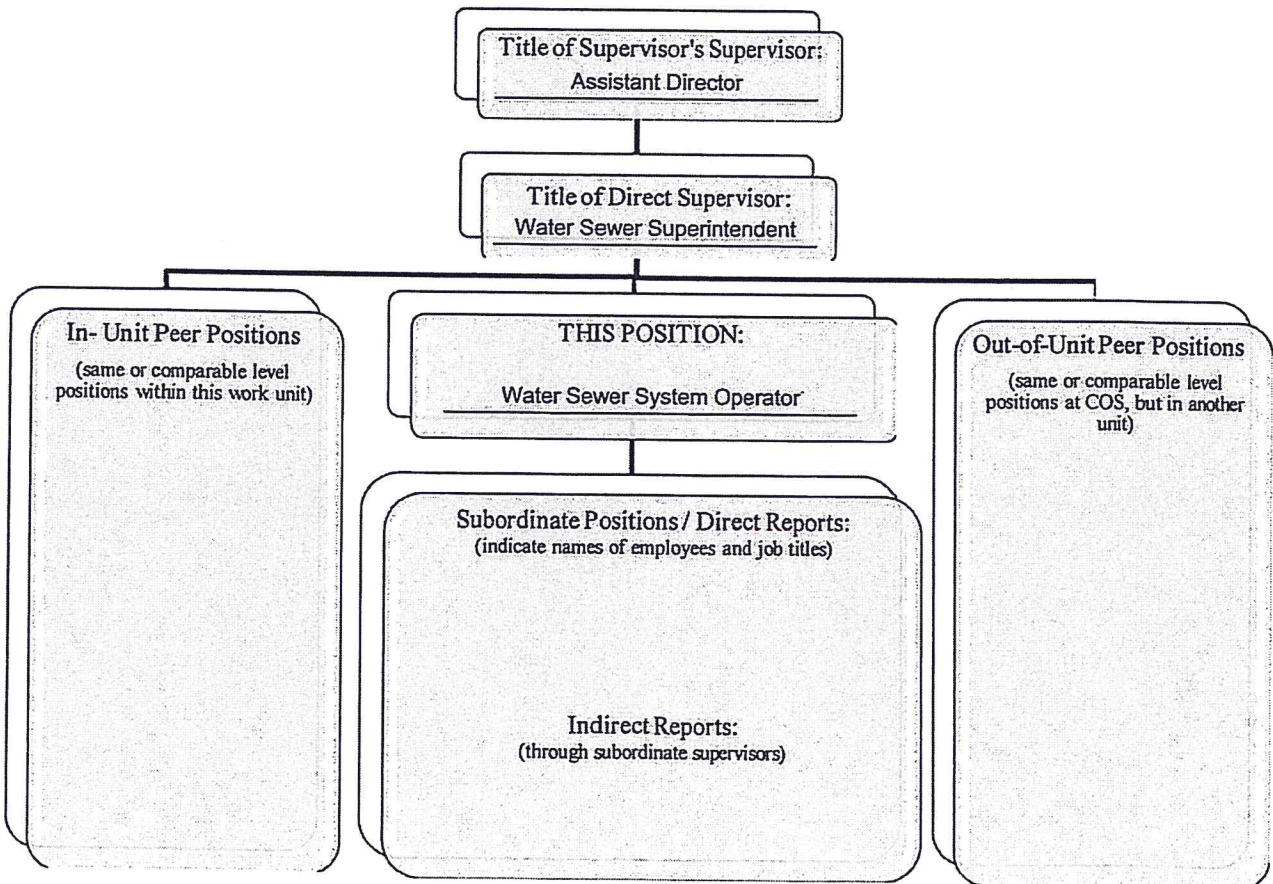 Title of Supervisor's Supervisor:
Assistant Director
Title of Direct Supervisor:
Water Sewer Superintendent
In- Unit Peer Positions
(same or comparable level
positions within this work unit)
THIS POSITION:
Water Sewer System Operator
Out-of-Unit Peer Positions
(same or comparable level
positions at COS, but in another
unit)
Subordinate Positions / Direct Reports:
(indicate names of employees and job titles)
Indirect Reports:
(through subordinate supervisors)